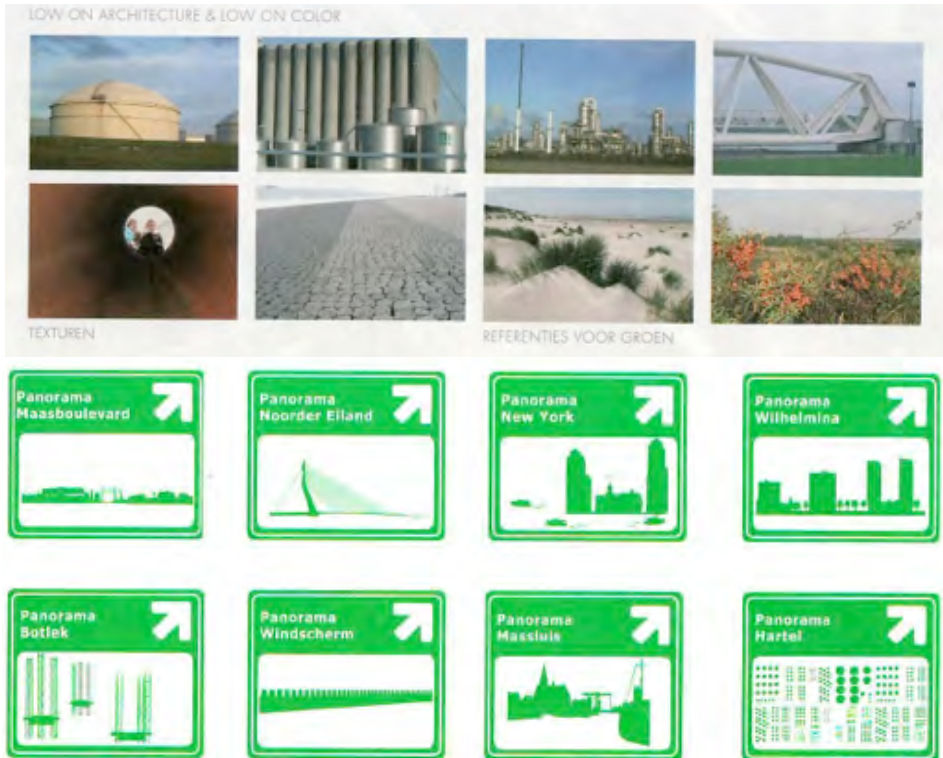 LOW ON ARCHITECTURE & LOW ON COLOR
TEXTUREN
REFERENTIES VOOR GROEN
Panorama
Maasboulevard
Panorama
Noorder Eiland
Panorama
New York
Panorama
Wilhelmina
Panorama
Botlek
Panorama
Windscherm
Panorama
Massluis
Panorama
Hartel